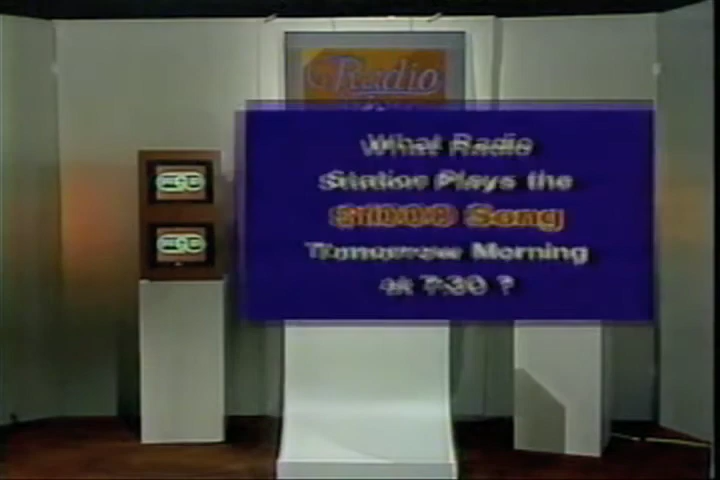 Radio
What Radio
Station Plays the
$1000 Song
Tomorrow Morning
at 7:30 ?